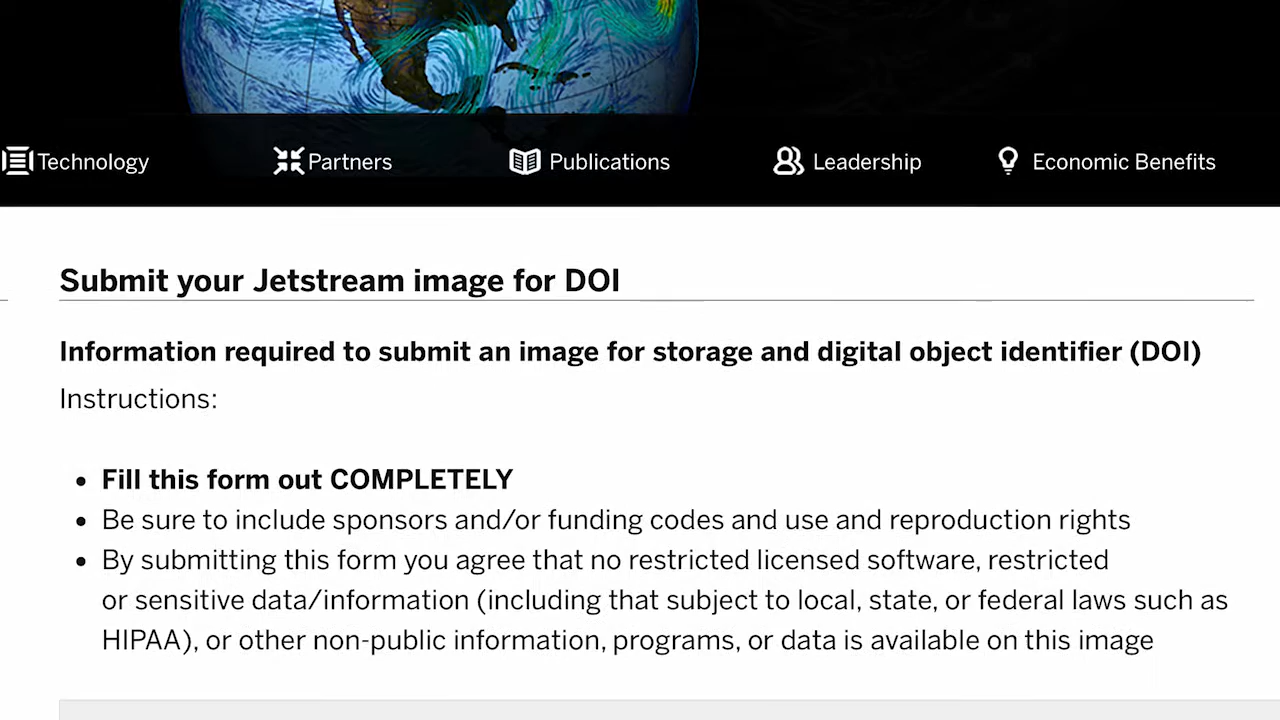 Technology
Partners
Publications
Leadership
Economic Benefits
Submit your Jetstream image for DOI
Information required to submit an image for storage and digital object identifier (DOI)
Instructions:
Fill this form out COMPLETELY
Be sure to include sponsors and/or funding codes and use and reproduction rights
By submitting this form you agree that no restricted licensed software, restricted
or sensitive data/information (including that subject to local, state, or federal laws such as
HIPAA), or other non-public information, programs, or data is available on this image